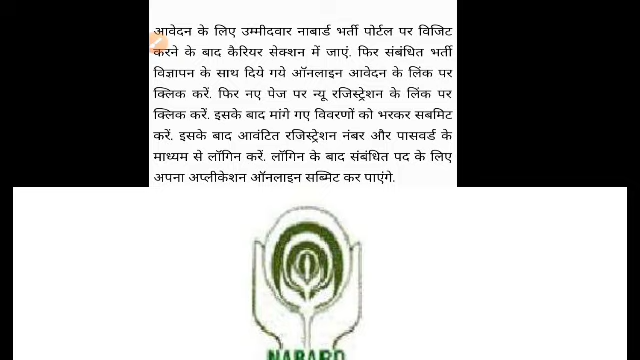 आवेदन के लिए उम्मीदवार नाबार्ड भर्ती पोर्टल पर विजिट
करने के बाद कैरियर सेक्शन में जाएं. फिर संबंधित भर्ती
विज्ञापन के साथ दिये गये ऑनलाइन आवेदन के लिंक पर
क्लिक करें. फिर नए पेज पर न्यू रजिस्ट्रेशन के लिंक पर
क्लिक करें. इसके बाद मांगे गए विवरणों को भरकर सबमिट
करें. इसके बाद आवंटित रजिस्ट्रेशन नंबर और पासवर्ड के
माध्यम से लॉगिन करें. लॉगिन के बाद संबंधित पद के लिए
अपना अप्लीकेशन ऑनलाइन सब्मिट कर पाएंगे.
NABARD